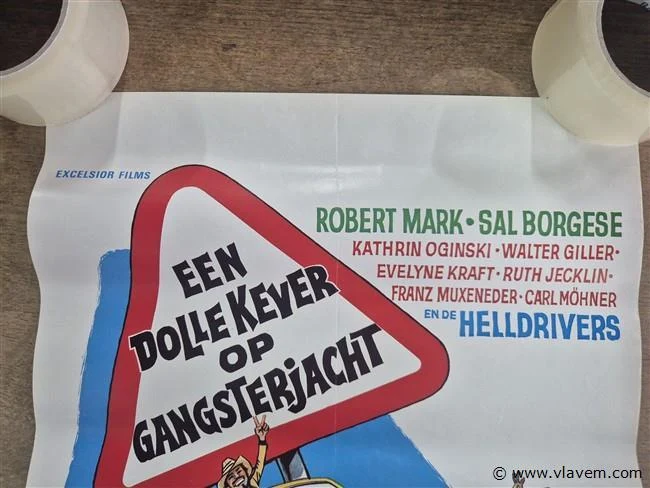 EXCELSIOR FILMS
ROBERT MARK • SAL BORGESE
KATHRIN OGINSKI • WALTER GILLER •
EVELYNE KRAFT • RUTH JECKLIN •
FRANZ MUXENEDER • CARL MÖHNER
EN DE HELLDRIVERS
EEN
DOLLE KEVER
OP
GANGSTERJACHT
© www.vlavem.com